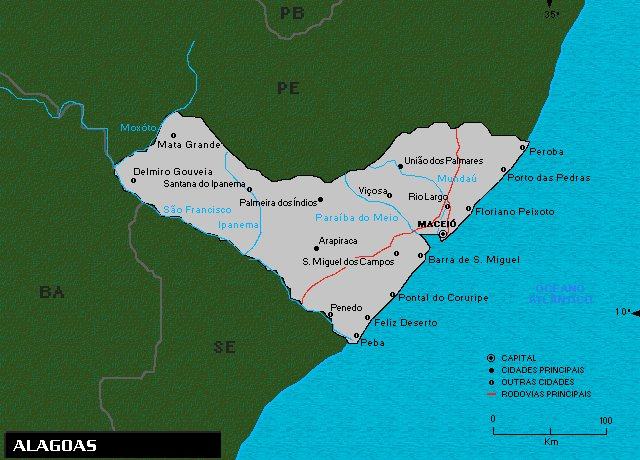 PB
35°
PE
Moxóto
Mata Grande
Peroba
União dos Palmares
Delmiro Gouveia
Porto das Pedras
Mundaú
Santana do Ipanema
Viçosa
Rio Largo
Palmeira dos Índios
São Francisco
Floriano Peixoto
Paraíba do Meio
Ipanema
MACEIÓ
Arapiraca
S. Miguel dos Campos
Barra de S. Miguel
BA
OCEANO
ATLÂNTICO
Pontal do Coruripe
Penedo
10°
Feliz Deserto
Peba
SE
CAPITAL
CIDADES PRINCIPAIS
OUTRAS CIDADES
RODOVIAS PRINCIPAIS
0 100
Km
ALAGOAS